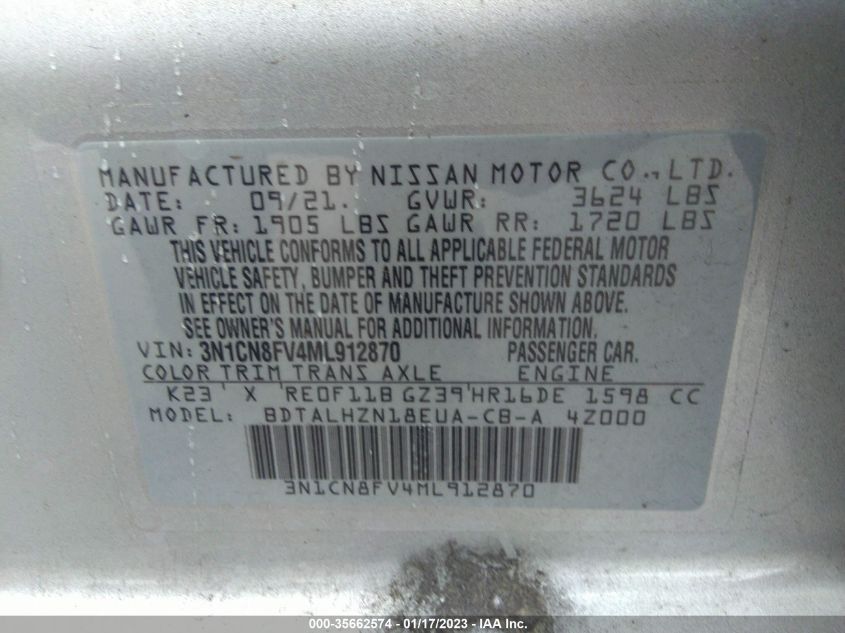 MANUFACTURED BY NISSAN MOTOR CO., LTD.
DATE: 09/21. GVWR: 3624 LBS
GAWR FR: 1905 LBS GAWR RR: 1720 LBS
THIS VEHICLE CONFORMS TO ALL APPLICABLE FEDERAL MOTOR
VEHICLE SAFETY, BUMPER AND THEFT PREVENTION STANDARDS
IN EFFECT ON THE DATE OF MANUFACTURE SHOWN ABOVE.
SEE OWNER'S MANUAL FOR ADDITIONAL INFORMATION.
VIN: 3N1CN8FV4ML912870 PASSENGER CAR.
COLOR TRIM TRANS AXLE ENGINE
K23 X RE0F11B GZ39 HR16DE 1598 CC
MODEL: BDTALHZN18EUA-CB-A 4Z000
3N1CN8FV4ML912870
000-35662574 - 01/17/2023 - IAA Inc.